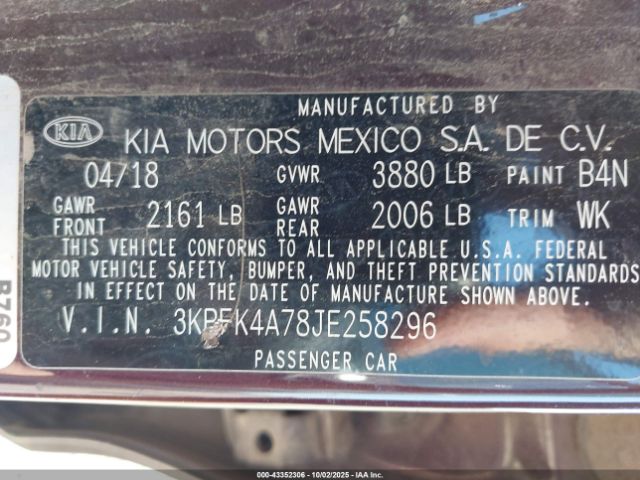 MANUFACTURED BY
KIA KIA MOTORS MEXICO S.A. DE C.V.
04/18 GVWR 3880 LB PAINT B4N
GAWR FRONT 2161 LB GAWR REAR 2006 LB TRIM WK
THIS VEHICLE CONFORMS TO ALL APPLICABLE U.S.A. FEDERAL
MOTOR VEHICLE SAFETY, BUMPER, AND THEFT PREVENTION STANDARDS
IN EFFECT ON THE DATE OF MANUFACTURE SHOWN ABOVE.
V.I.N. 3KPFK4A78JE258296
PASSENGER CAR
B760
000-43352306 - 10/02/2025 - IAA Inc.